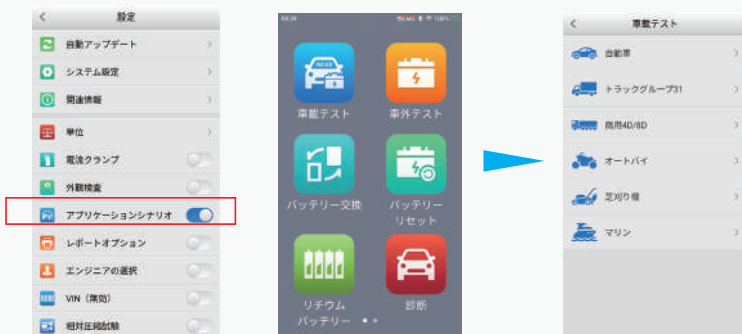 設定
自動アップデート
システム設定
関連情報
単位
電流クランプ
外観検査
アプリケーションシナリオ
レポートオプション
エンジニアの選択
VIN（無効）
相対圧縮試験
車載テスト
車外テスト
バッテリー交換
バッテリー
リセット
リチウム
バッテリー
診断
車載テスト
自動車
トラックグループ31
商用4D/8D
オートバイ
芝刈り機
マリン